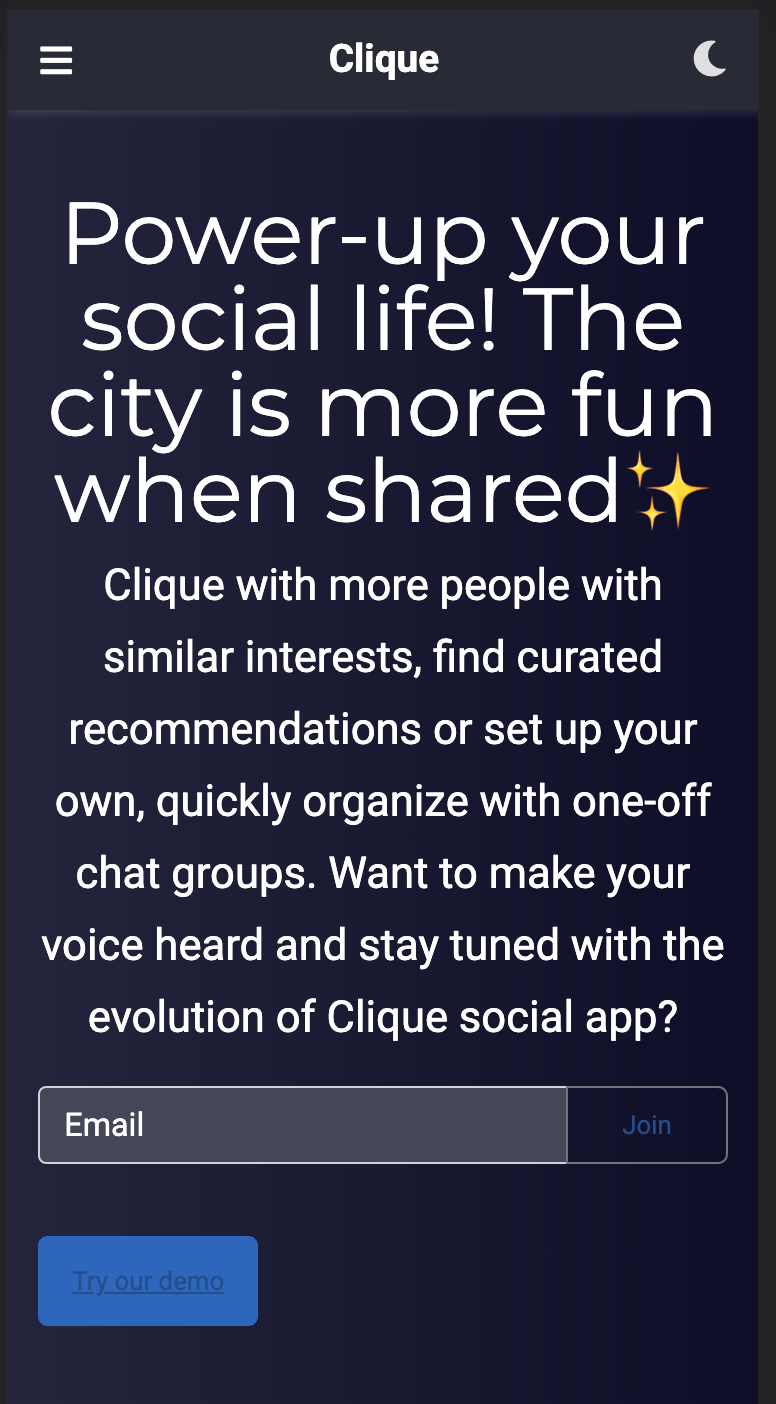 Clique
Power-up your
social life! The
city is more fun
when shared✨
Clique with more people with
similar interests, find curated
recommendations or set up your
own, quickly organize with one-off
chat groups. Want to make your
voice heard and stay tuned with the
evolution of Clique social app?
Email
Join
Try our demo